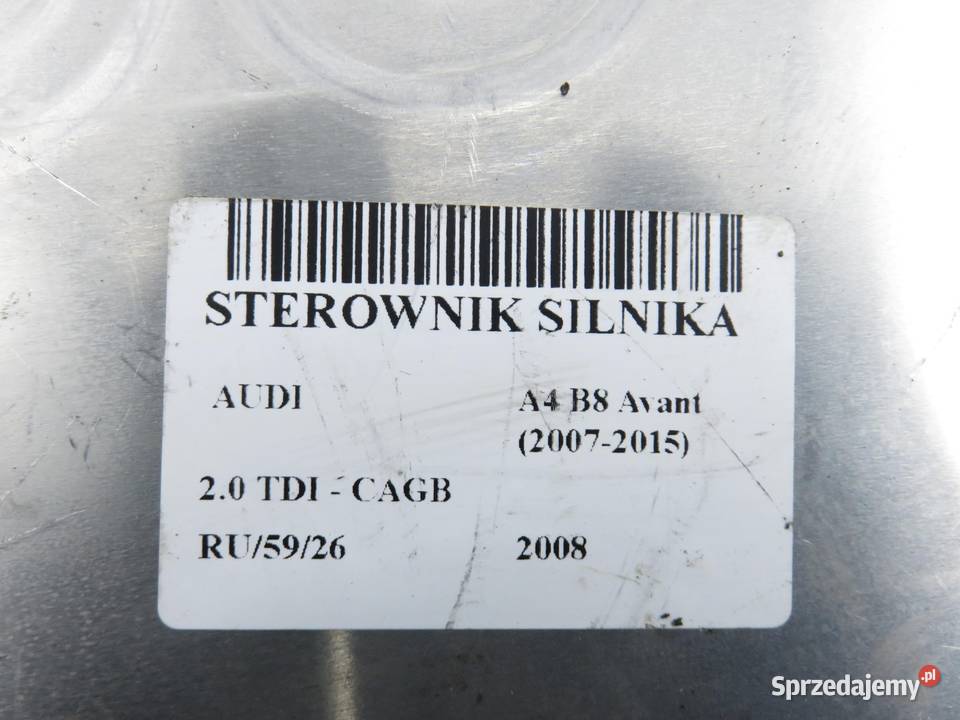 STEROWNIK SILNIKA
AUDI
A4 B8 Avant
(2007-2015)
2.0 TDI - CAGB
RU/59/26
2008
Sprzedajemy.pl